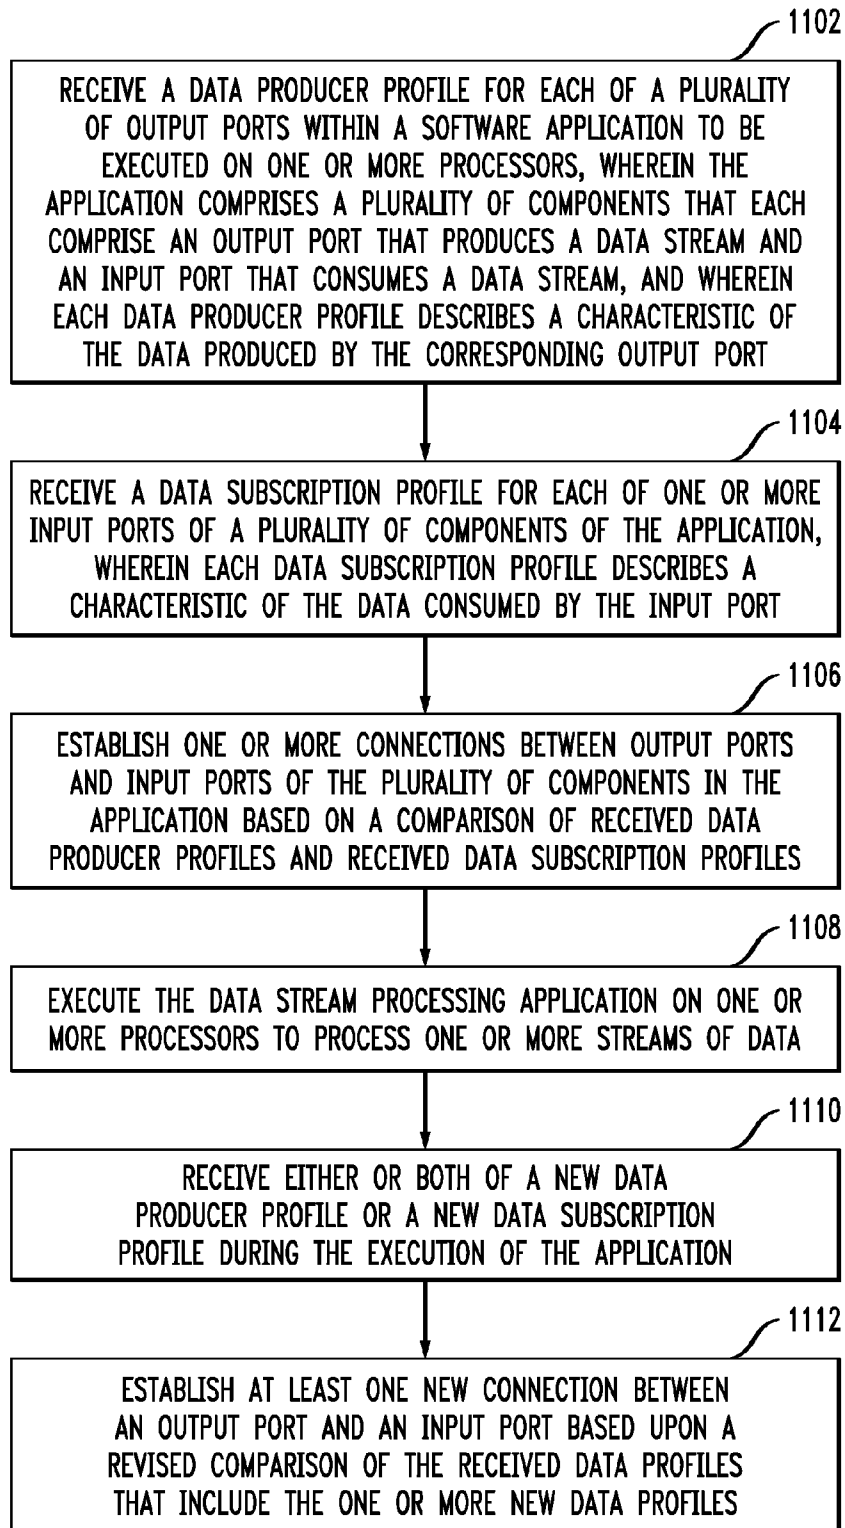 1102
RECEIVE A DATA PRODUCER PROFILE FOR EACH OF A PLURALITY
OF OUTPUT PORTS WITHIN A SOFTWARE APPLICATION TO BE
EXECUTED ON ONE OR MORE PROCESSORS, WHEREIN THE
APPLICATION COMPRISES A PLURALITY OF COMPONENTS THAT EACH
COMPRISE AN OUTPUT PORT THAT PRODUCES A DATA STREAM AND
AN INPUT PORT THAT CONSUMES A DATA STREAM, AND WHEREIN
EACH DATA PRODUCER PROFILE DESCRIBES A CHARACTERISTIC OF
THE DATA PRODUCED BY THE CORRESPONDING OUTPUT PORT
1104
RECEIVE A DATA SUBSCRIPTION PROFILE FOR EACH OF ONE OR MORE
INPUT PORTS OF A PLURALITY OF COMPONENTS OF THE APPLICATION,
WHEREIN EACH DATA SUBSCRIPTION PROFILE DESCRIBES A
CHARACTERISTIC OF THE DATA CONSUMED BY THE INPUT PORT
1106
ESTABLISH ONE OR MORE CONNECTIONS BETWEEN OUTPUT PORTS
AND INPUT PORTS OF THE PLURALITY OF COMPONENTS IN THE
APPLICATION BASED ON A COMPARISON OF RECEIVED DATA
PRODUCER PROFILES AND RECEIVED DATA SUBSCRIPTION PROFILES
1108
EXECUTE THE DATA STREAM PROCESSING APPLICATION ON ONE OR
MORE PROCESSORS TO PROCESS ONE OR MORE STREAMS OF DATA
1110
RECEIVE EITHER OR BOTH OF A NEW DATA
PRODUCER PROFILE OR A NEW DATA SUBSCRIPTION
PROFILE DURING THE EXECUTION OF THE APPLICATION
1112
ESTABLISH AT LEAST ONE NEW CONNECTION BETWEEN
AN OUTPUT PORT AND AN INPUT PORT BASED UPON A
REVISED COMPARISON OF THE RECEIVED DATA PROFILES
THAT INCLUDE THE ONE OR MORE NEW DATA PROFILES